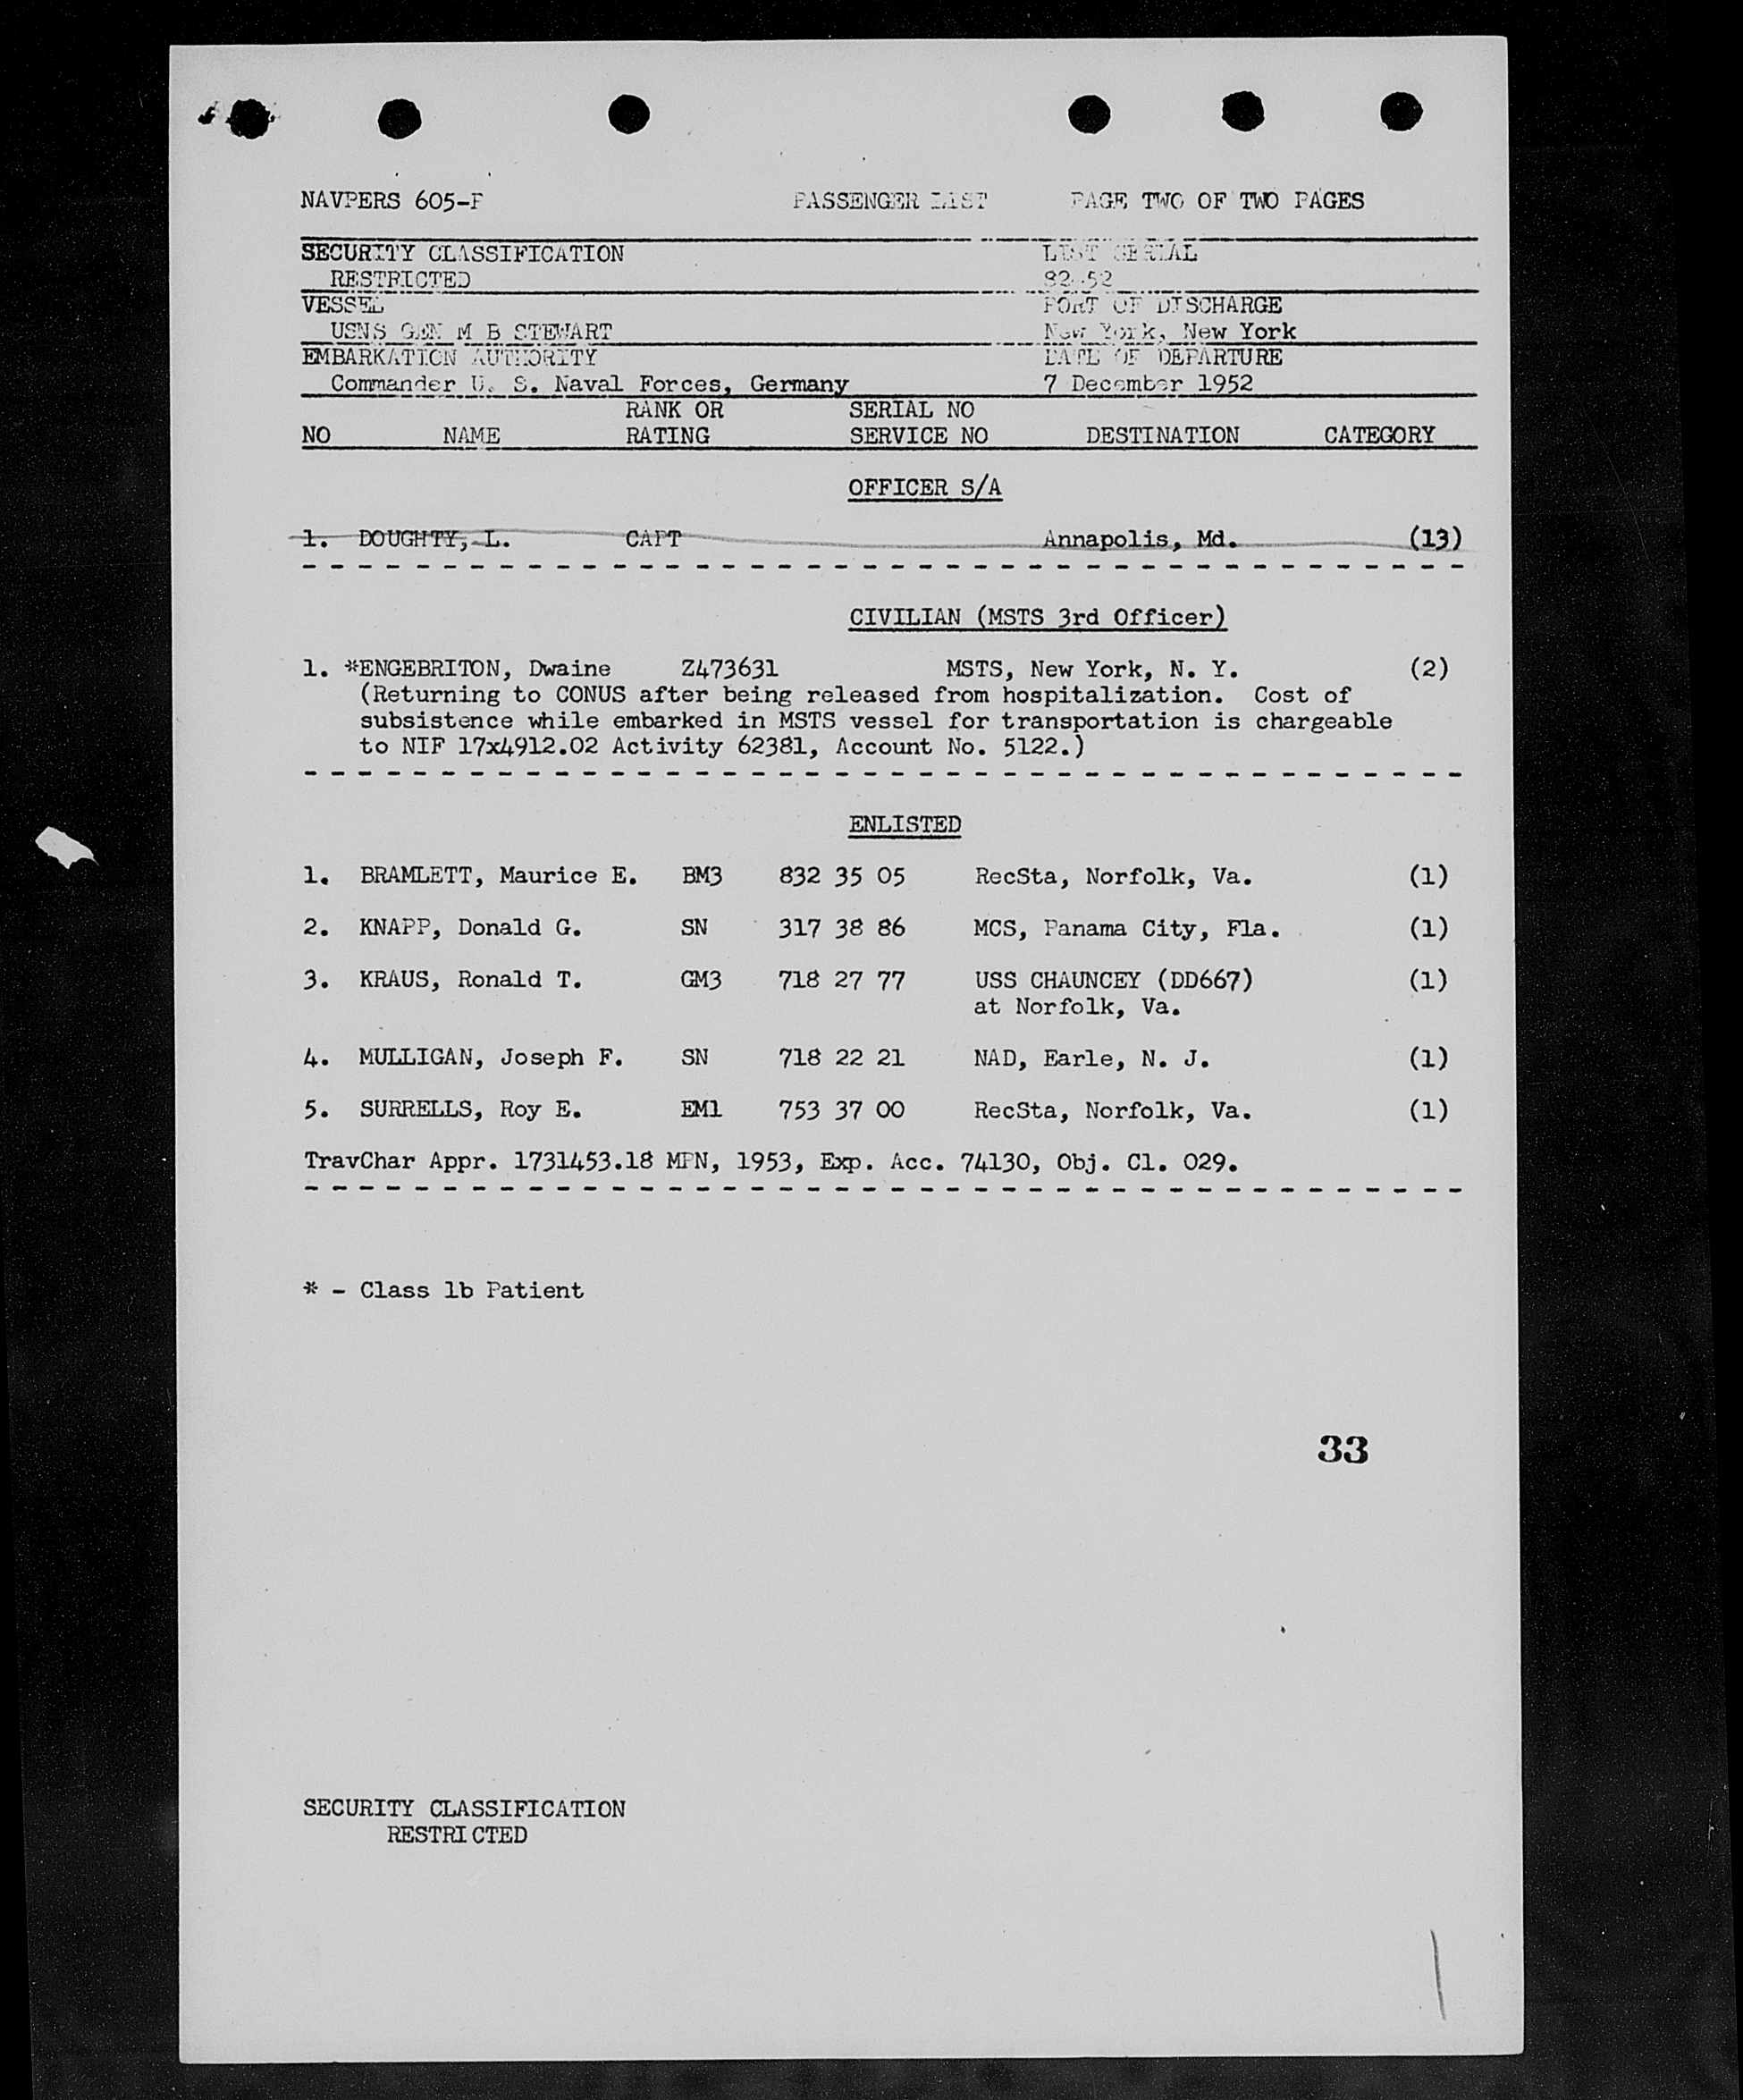 NAVPERS 605-F PASSENGER LIST PAGE TWO OF TWO PAGES
SECURITY CLASSIFICATION LIST SERIAL
RESTRICTED 82-52
VESSEL PORT OF DISCHARGE
USNS GEN M B STEWART New York, New York
EMBARKATION AUTHORITY DATE OF DEPARTURE
Commander U. S. Naval Forces, Germany 7 December 1952
RANK OR SERIAL NO
NO NAME RATING SERVICE NO DESTINATION CATEGORY
OFFICER S/A
1. DOUGHTY, L. CAPT Annapolis, Md. (13)
CIVILIAN (MSTS 3rd Officer)
1. *ENGEBRITON, Dwaine Z473631 MSTS, New York, N. Y. (2)
(Returning to CONUS after being released from hospitalization. Cost of
subsistence while embarked in MSTS vessel for transportation is chargeable
to NIF 17x4912.02 Activity 62381, Account No. 5122.)
ENLISTED
1. BRAMLETT, Maurice E. BM3 832 35 05 RecSta, Norfolk, Va. (1)
2. KNAPP, Donald G. SN 317 38 86 MCS, Panama City, Fla. (1)
3. KRAUS, Ronald T. GM3 718 27 77 USS CHAUNCEY (DD667) (1)
at Norfolk, Va.
4. MULLIGAN, Joseph F. SN 718 22 21 NAD, Earle, N. J. (1)
5. SURRELLS, Roy E. EM1 753 37 00 RecSta, Norfolk, Va. (1)
TravChar Appr. 1731453.18 MPN, 1953, Exp. Acc. 74130, Obj. Cl. 029.
* - Class 1b Patient
33
SECURITY CLASSIFICATION
RESTRICTED